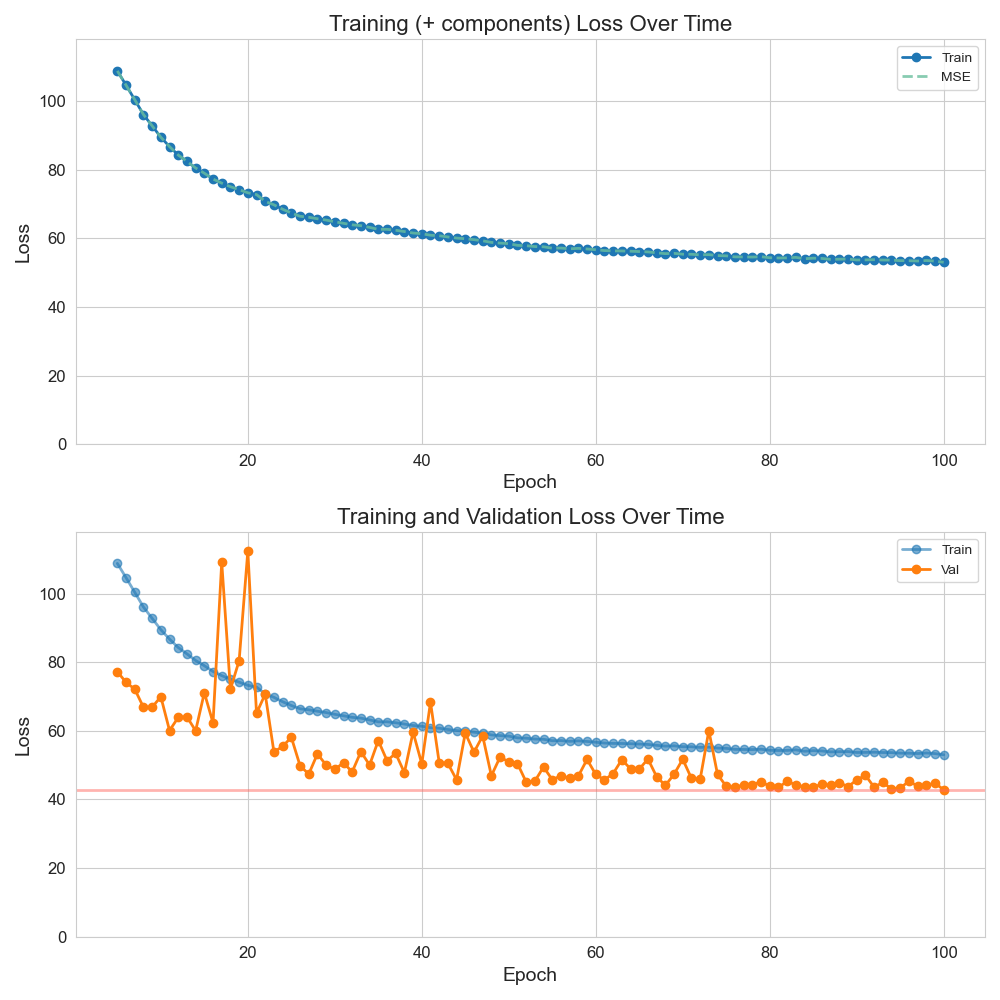 Training (+ components) Loss Over Time
Train
MSE
100
80
60
40
20
0
Loss
20 40 60 80 100
Epoch
Training and Validation Loss Over Time
Train
Val
100
80
60
40
20
0
Loss
20 40 60 80 100
Epoch